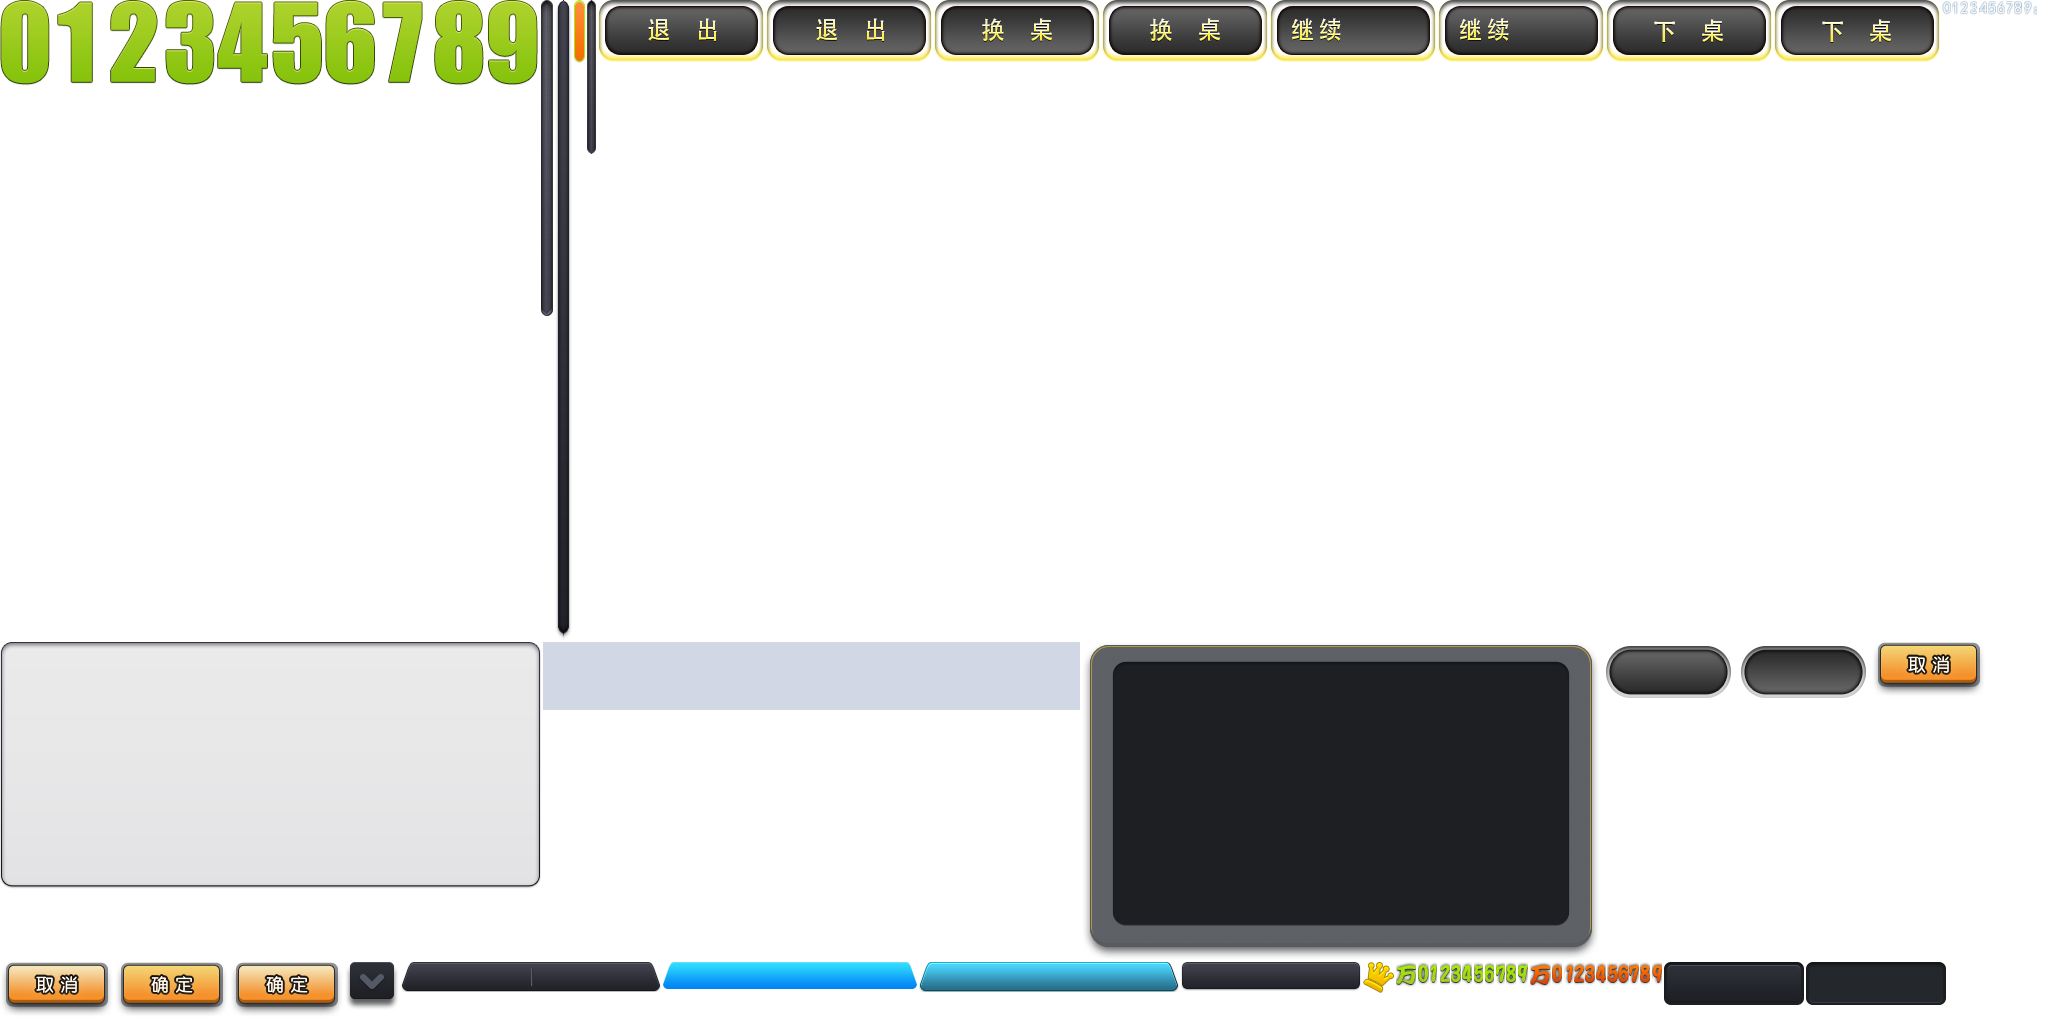 0123456789
退 出
退 出
换 桌
换 桌
继续
继续
下 桌
下 桌
0123456789:
取消
取消
确定
确定
万0123456789
万0123456789